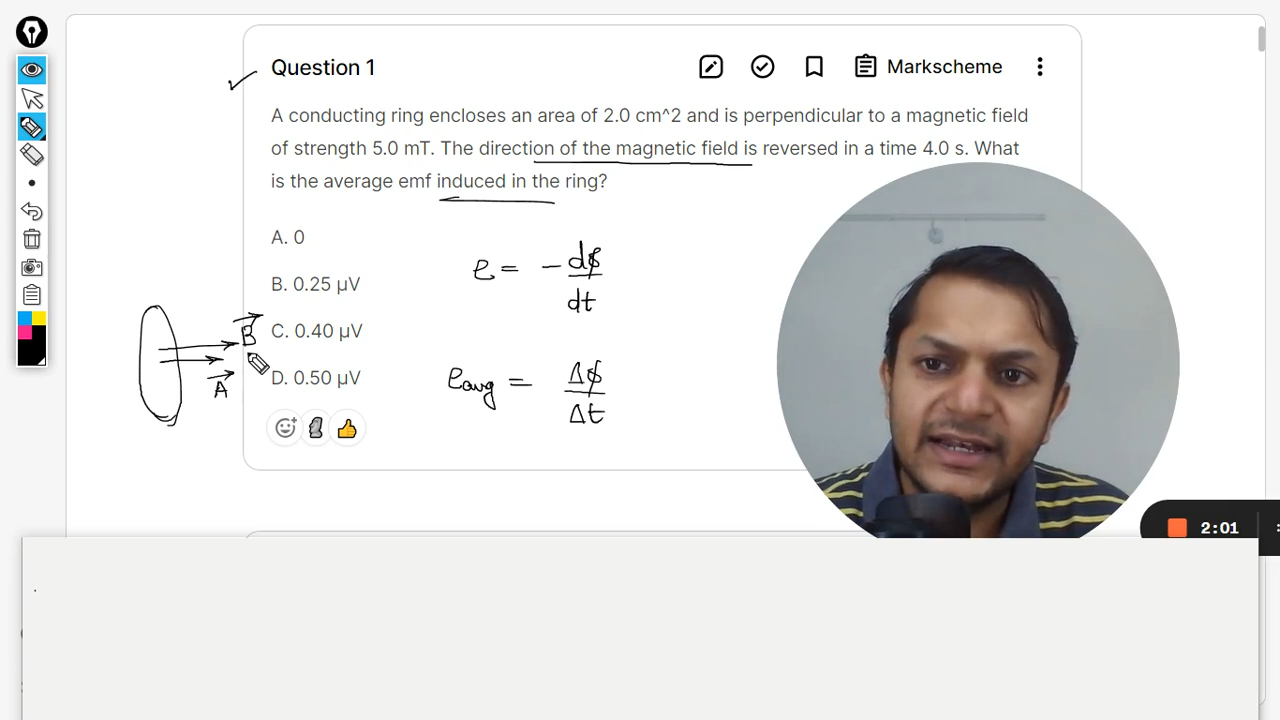 Question 1
Markscheme
A conducting ring encloses an area of 2.0 cm^2 and is perpendicular to a magnetic field
of strength 5.0 mT. The direction of the magnetic field is reversed in a time 4.0 s. What
is the average emf induced in the ring?
A. 0
B. 0.25 µV
C. 0.40 µV
D. 0.50 µV
e = - dϕ
dt
e avg = Δϕ
Δt
B
A
2:01